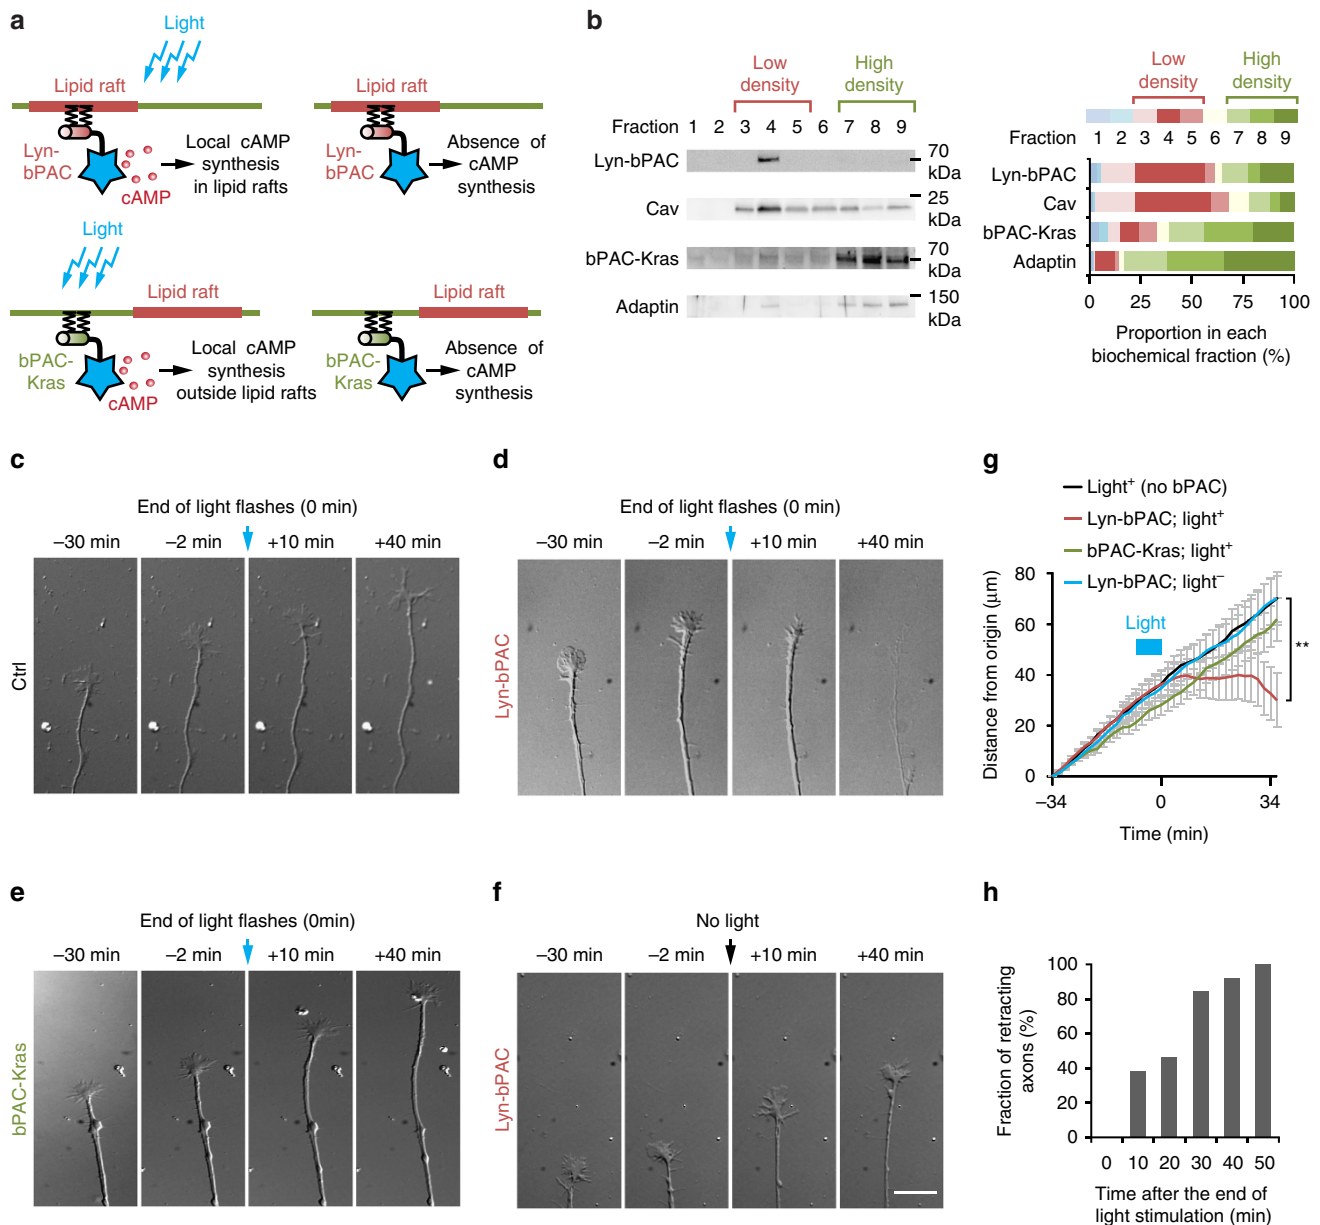 a
Light
Lipid raft
Lyn-
bPAC
cAMP
Local cAMP
synthesis
in lipid rafts
Lipid raft
Lyn-
bPAC
Absence of
cAMP
synthesis
Light
Lipid raft
bPAC-
Kras
cAMP
Local cAMP
synthesis
outside lipid rafts
Lipid raft
bPAC-
Kras
Absence of
cAMP
synthesis
b
Low
density
High
density
Fraction 1 2 3 4 5 6 7 8 9
Lyn-bPAC
70
kDa
Cav
25
kDa
bPAC-Kras
70
kDa
Adaptin
150
kDa
Low
density
High
density
Fraction
1 2 3 4 5 6 7 8 9
Lyn-bPAC
Cav
bPAC-Kras
Adaptin
0 25 50 75 100
Proportion in each
biochemical fraction (%)
c
End of light flashes (0 min)
–30 min –2 min +10 min +40 min
Ctrl
d
End of light flashes (0 min)
–30 min –2 min +10 min +40 min
Lyn-bPAC
g
Light+ (no bPAC)
Lyn-bPAC; light+
bPAC-Kras; light+
Lyn-bPAC; light–
Distance from origin (µm)
80
60
40
20
0
Light
**
–34 0 34
Time (min)
e
End of light flashes (0min)
–30 min –2 min +10 min +40 min
bPAC-Kras
f
No light
–30 min –2 min +10 min +40 min
Lyn-bPAC
h
Fraction of retracting
axons (%)
100
80
60
40
20
0
0 10 20 30 40 50
Time after the end of
light stimulation (min)